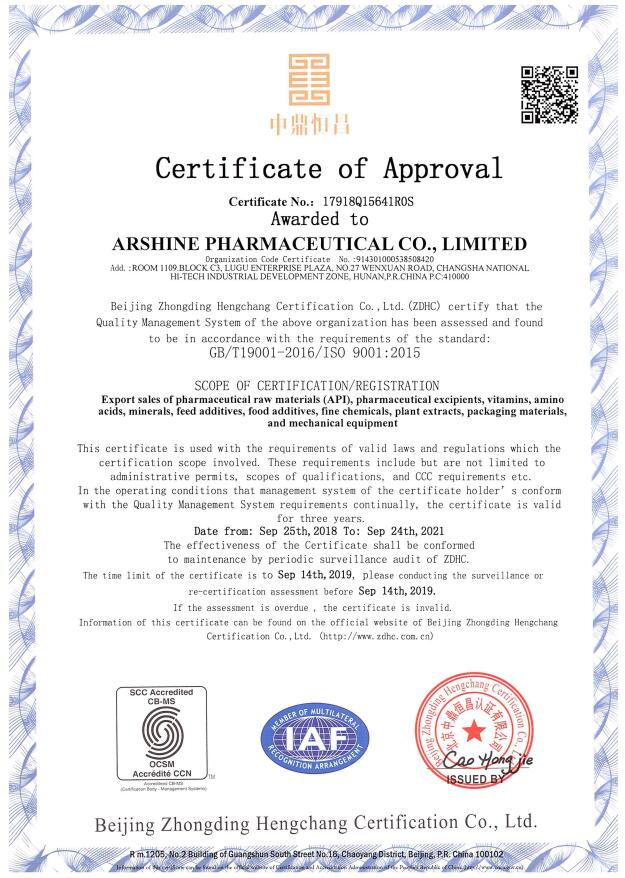 中鼎恒昌
Certificate of Approval
Certificate No.: 17918Q15641R0S
Awarded to
ARSHINE PHARMACEUTICAL CO., LIMITED
Organization Code Certificate No. :914301000538508420
Add. :ROOM 1109.BLOCK C3, LUGU ENTERPRISE PLAZA, NO.27 WENXUAN ROAD, CHANGSHA NATIONAL
HI-TECH INDUSTRIAL DEVELOPMENT ZONE, HUNAN,P.R.CHINA P.C:410000
Beijing Zhongding Hengchang Certification Co.,Ltd.(ZDHC) certify that the
Quality Management System of the above organization has been assessed and found
to be in accordance with the requirements of the standard:
GB/T19001-2016/ISO 9001:2015
SCOPE OF CERTIFICATION/REGISTRATION
Export sales of pharmaceutical raw materials (API), pharmaceutical excipients, vitamins, amino
acids, minerals, feed additives, food additives, fine chemicals, plant extracts, packaging materials,
and mechanical equipment
This certificate is used with the requirements of valid laws and regulations which the
certification scope involved. These requirements include but are not limited to
administrative permits, scopes of qualifications, and CCC requirements etc.
In the operating conditions that management system of the certificate holder's conform
with the Quality Management System requirements continually, the certificate is valid
for three years.
Date from: Sep 25th,2018 To: Sep 24th,2021
The effectiveness of the Certificate shall be conformed
to maintenance by periodic surveillance audit of ZDHC.
The time limit of the certificate is to Sep 14th,2019, please conducting the surveillance or
re-certification assessment before Sep 14th,2019.
If the assessment is overdue , the certificate is invalid.
Information of this certificate can be found on the official website of Beijing Zhongding Hengchang
Certification Co.,Ltd. (http://www.zdhc.com.cn)
SCC Accredited
CB-MS
OCSM
Accrédité CCN
TM
Accredited CB-MS
(Certification Body - Management Systems)
MEMBER OF MULTILATERAL
IAF
RECOGNITION ARRANGEMENT
Beijing Zhongding Hengchang Certification Co., Ltd.
北京中鼎恒昌认证有限公司
Cao Hong jie
ISSUED BY
Beijing Zhongding Hengchang Certification Co., Ltd.
R m.1205, No.2 Building of Guangshun South Street No.16, Chaoyang District, Beijing, P.R. China 100102
Information of this certificate can be found on the official website of Certification and Accreditation Administration of the People's Republic of China (http://www.cnca.gov.cn)